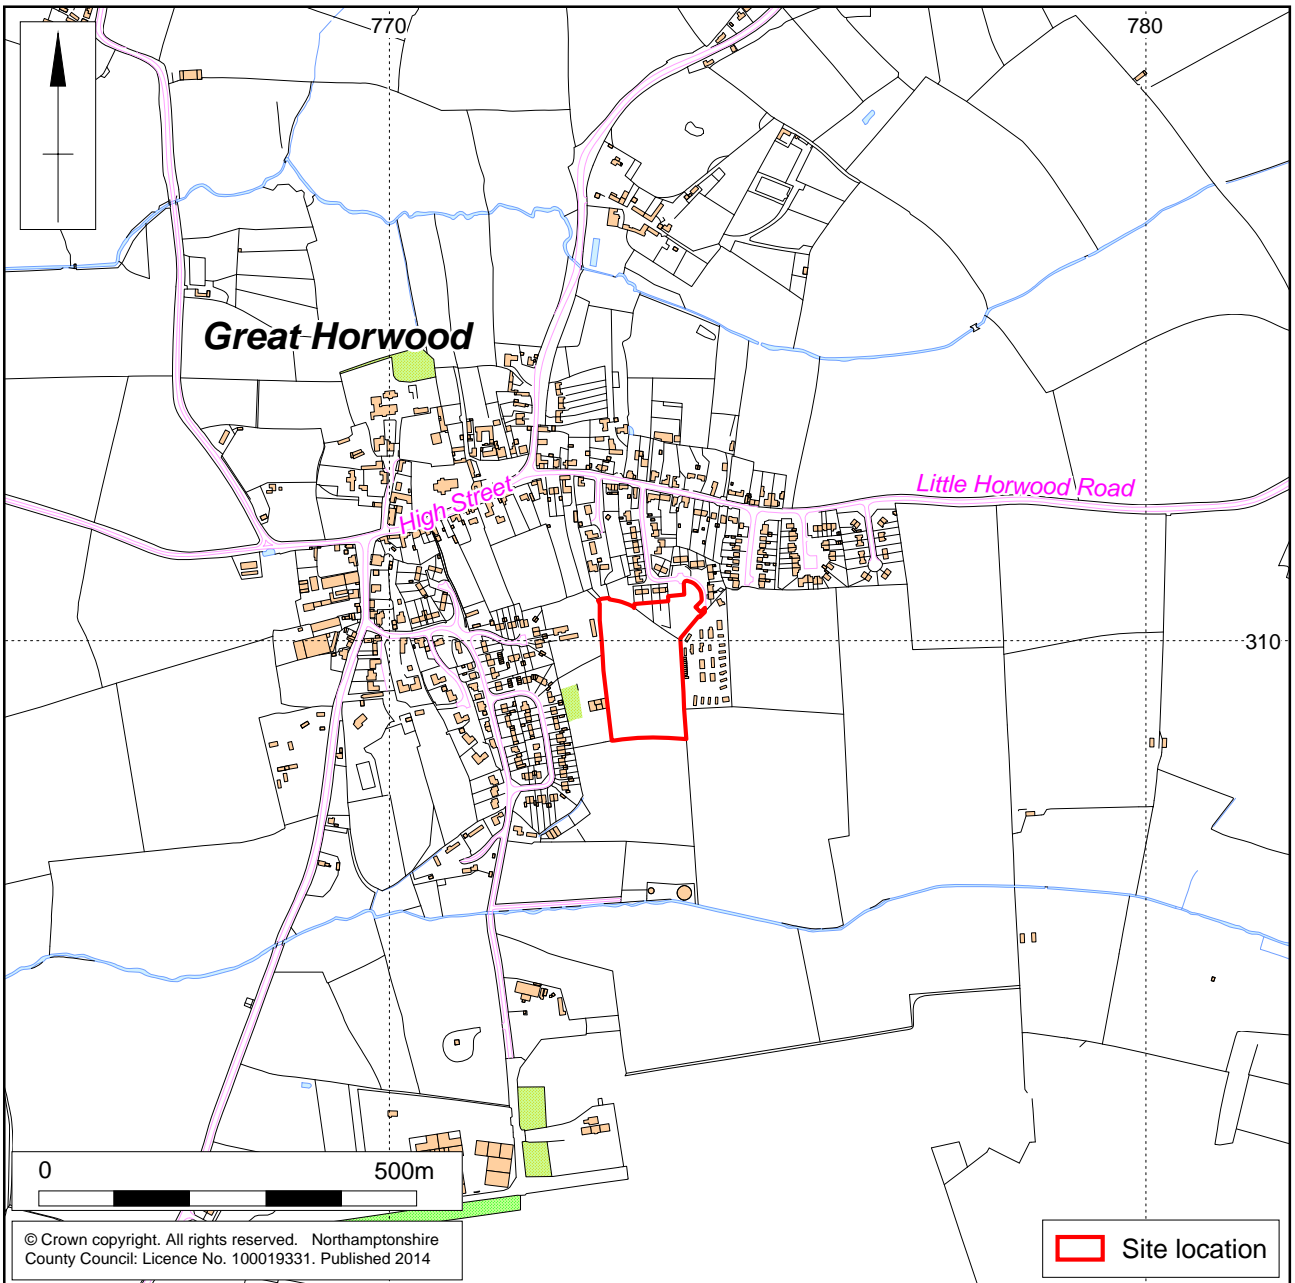 770
780
Great Horwood
High Street
Little Horwood Road
310
0
500m
© Crown copyright. All rights reserved. Northamptonshire
County Council: Licence No. 100019331. Published 2014
Site location